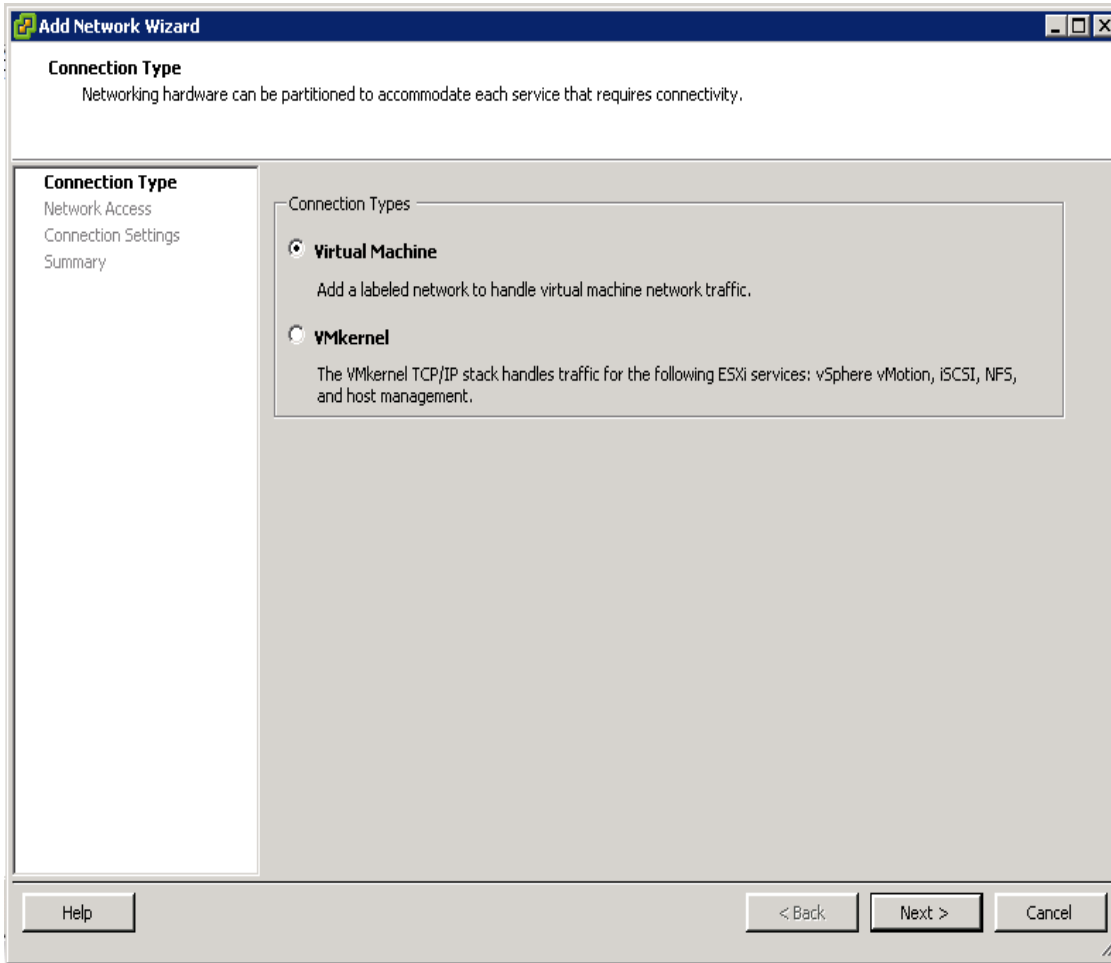 Add Network Wizard
Connection Type
Networking hardware can be partitioned to accommodate each service that requires connectivity.
Connection Type
Network Access
Connection Settings
Summary
Connection Types
Virtual Machine
Add a labeled network to handle virtual machine network traffic.
VMkernel
The VMkernel TCP/IP stack handles traffic for the following ESXi services: vSphere vMotion, iSCSI, NFS,
and host management.
Help
< Back
Next >
Cancel